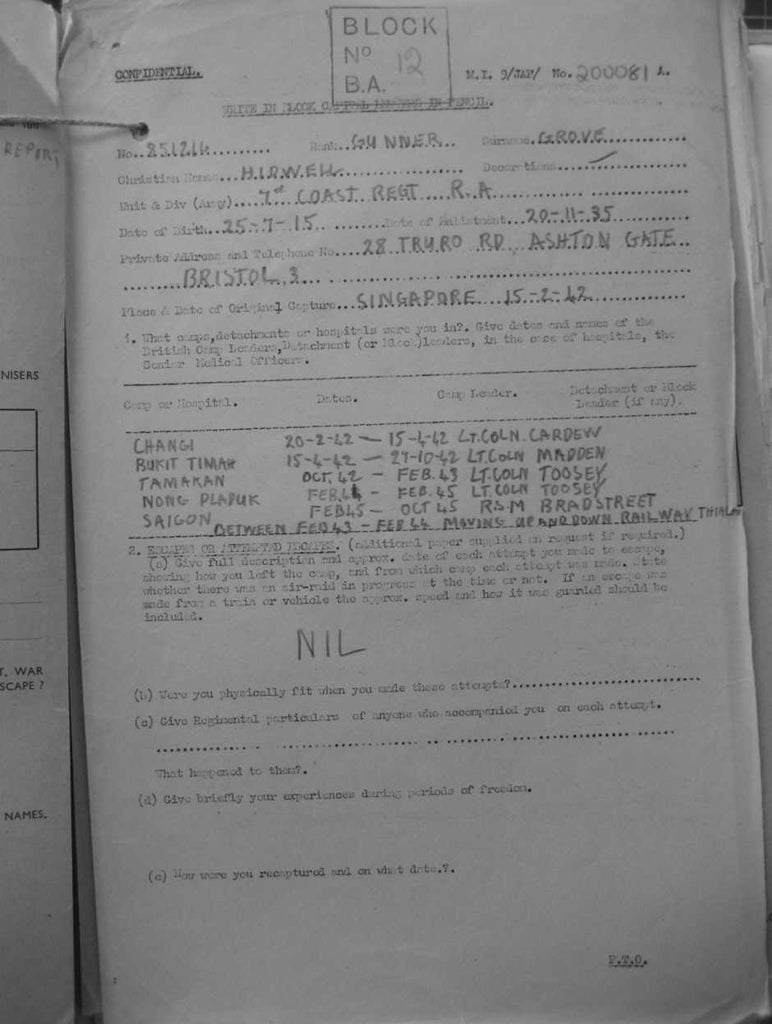 BLOCK
Nº 12
B.A.
CONFIDENTIAL.
M.I. 9/JAP/ No. 200081 A.
WRITE IN BLOCK CAPITAL LETTERS IN PENCIL.
REPORT
No...851216......... Rank...GUNNER... Surname...GROVE............
Christian Names...H.I.D.WELL................ Decorations......
Unit & Div (Army)....7th COAST REGT. R.A................
Date of Birth...25-7-15.......Date of Enlistment...20-11-35.......
Private Address and Telephone No....28 TRURO RD ASHTON GATE..
.........BRISTOL 3..........................................
Place & Date of Original Capture...SINGAPORE...15-2-42.............
1. What camps,detachments or hospitals were you in?. Give dates and names of the
British Camp Leaders,Detachment (or Block)leaders, in the case of hospitals, the
Senior Medical Officers.
NISERS
Camp or Hospital. Dates. Camp Leader. Detachment or Block
Leader (if any).
CHANGI 20-2-42 — 15-4-42 LT.COLN. CARDEW
BUKIT TIMAH 15-4-42 — 27-10-42 LT.COLN MADDEN
TAMAKAN OCT. 42 - FEB. 43 LT.COLN TOOSEY
NONG PLADUK FEB.44 - FEB. 45 LT.COLN TOOSEY
SAIGON FEB45 - OCT 45 RSM BRADSTREET
BETWEEN FEB 43 - FEB 44 MOVING UP AND DOWN RAILWAY
2. ESCAPES OR ATTEMPTED ESCAPES. (additional paper supplied on request if required.)
(a) Give full description and approx. date of each attempt you made to escape,
showing how you left the camp, and from which camp each attempt was made. State
whether there was an air-raid in progress at the time or not. If an escape was
made from a train or vehicle the approx. speed and how it was guarded should be
included.
NIL
T, WAR
SCAPE ?
(b) Were you physically fit when you made these attempts?..............................
(c) Give Regimental particulars of anyone who accompanied you on each attempt.
What happened to them?.
(d) Give briefly your experiences during periods of freedom.
NAMES.
(e) How were you recaptured and on what date.?.
P.T.O.